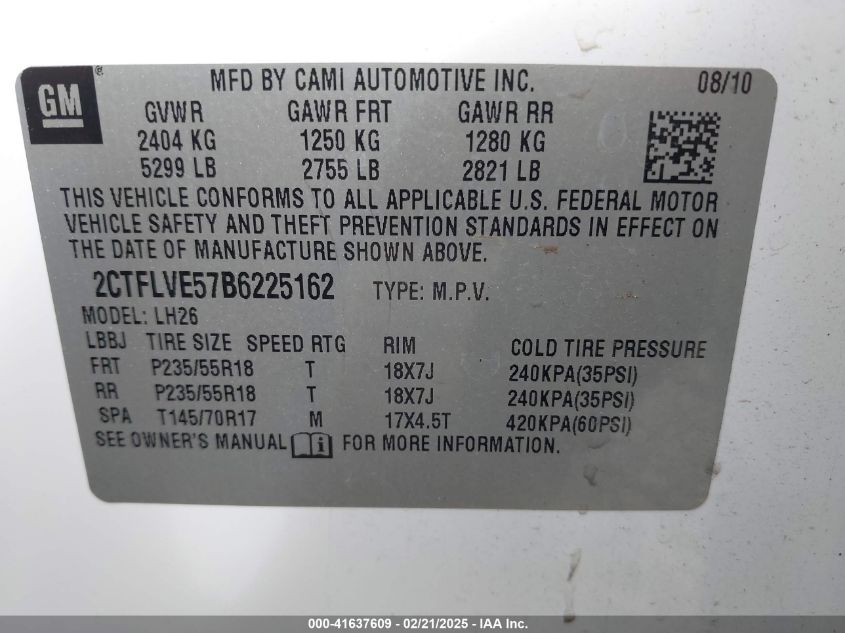 GM ®
MFD BY CAMI AUTOMOTIVE INC. 08/10
GVWR GAWR FRT GAWR RR
2404 KG 1250 KG 1280 KG
5299 LB 2755 LB 2821 LB
THIS VEHICLE CONFORMS TO ALL APPLICABLE U.S. FEDERAL MOTOR
VEHICLE SAFETY AND THEFT PREVENTION STANDARDS IN EFFECT ON
THE DATE OF MANUFACTURE SHOWN ABOVE.
2CTFLVE57B6225162 TYPE: M.P.V.
MODEL: LH26
LBBJ TIRE SIZE SPEED RTG RIM COLD TIRE PRESSURE
FRT P235/55R18 T 18X7J 240KPA(35PSI)
RR P235/55R18 T 18X7J 240KPA(35PSI)
SPA T145/70R17 M 17X4.5T 420KPA(60PSI)
SEE OWNER'S MANUAL i FOR MORE INFORMATION.
000-41637609 - 02/21/2025 - IAA Inc.